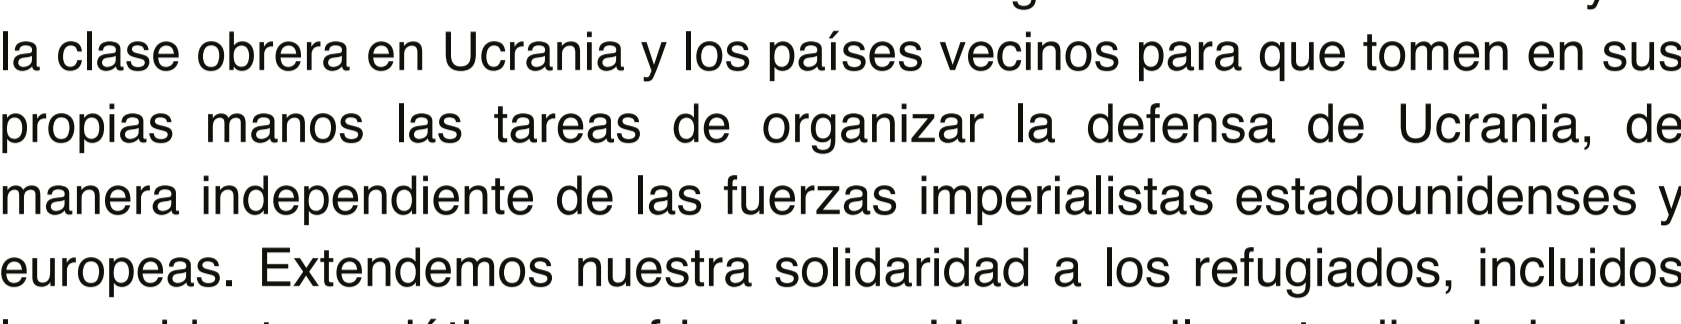 la clase obrera en Ucrania y los países vecinos para que tomen en sus
propias manos las tareas de organizar la defensa de Ucrania, de
manera independiente de las fuerzas imperialistas estadounidenses y
europeas. Extendemos nuestra solidaridad a los refugiados, incluidos